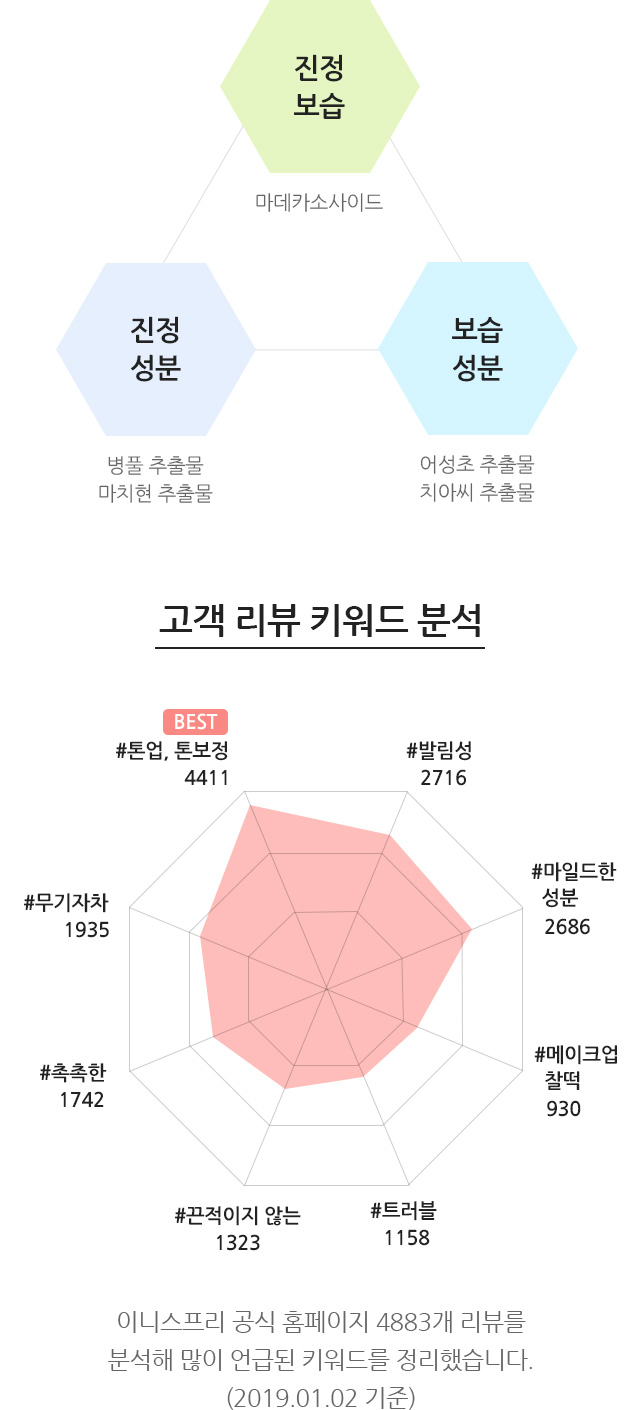 진정
보습
마데카소사이드
진정
성분
보습
성분
병풀 추출물
마치현 추출물
어성초 추출물
치아씨 추출물
고객 리뷰 키워드 분석
BEST
#톤업, 톤보정
4411
#발림성
2716
#마일드한
성분
2686
#무기자차
1935
#메이크업
찰떡
930
#촉촉한
1742
#끈적이지 않는
1323
#트러블
1158
이니스프리 공식 홈페이지 4883개 리뷰를
분석해 많이 언급된 키워드를 정리했습니다.
(2019.01.02 기준)